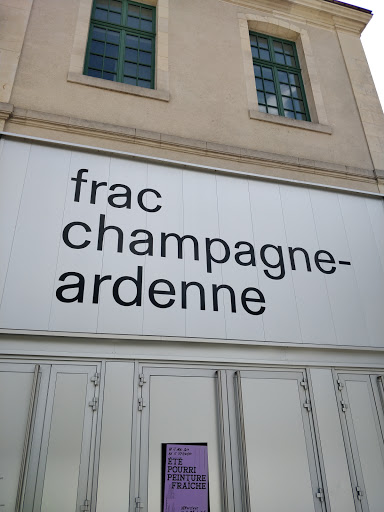 frac
champagne-
ardenne
ÉTÉ
POURRI
PEINTURE
FRAÎCHE